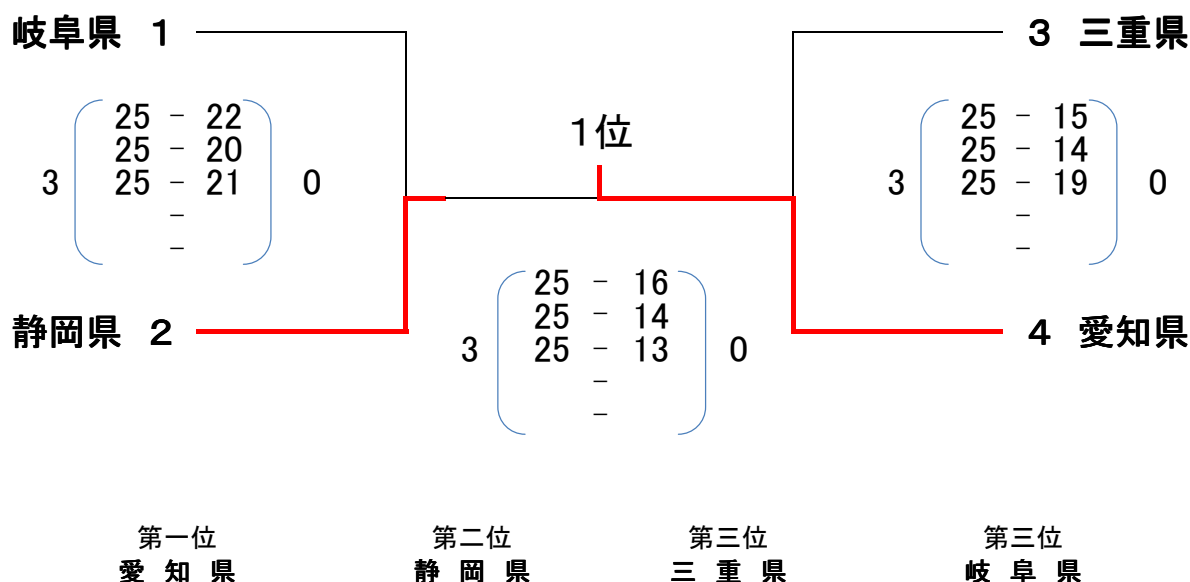 岐阜県 1
3 三重県
25 - 22
25 - 20
3 25 - 21 0
-
-
1位
25 - 15
25 - 14
3 25 - 19 0
-
-
静岡県 2
4 愛知県
25 - 16
25 - 14
3 25 - 13 0
-
-
第一位 第二位 第三位 第三位
愛知県 静岡県 三重県 岐阜県